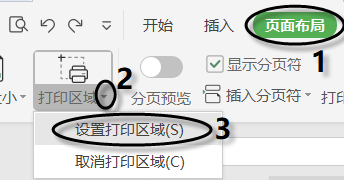 开始 插入 页面布局
1
2
显示分页符
大小 打印区域 分页预览 插入分页符 打印
设置打印区域(S)
3
取消打印区域(C)